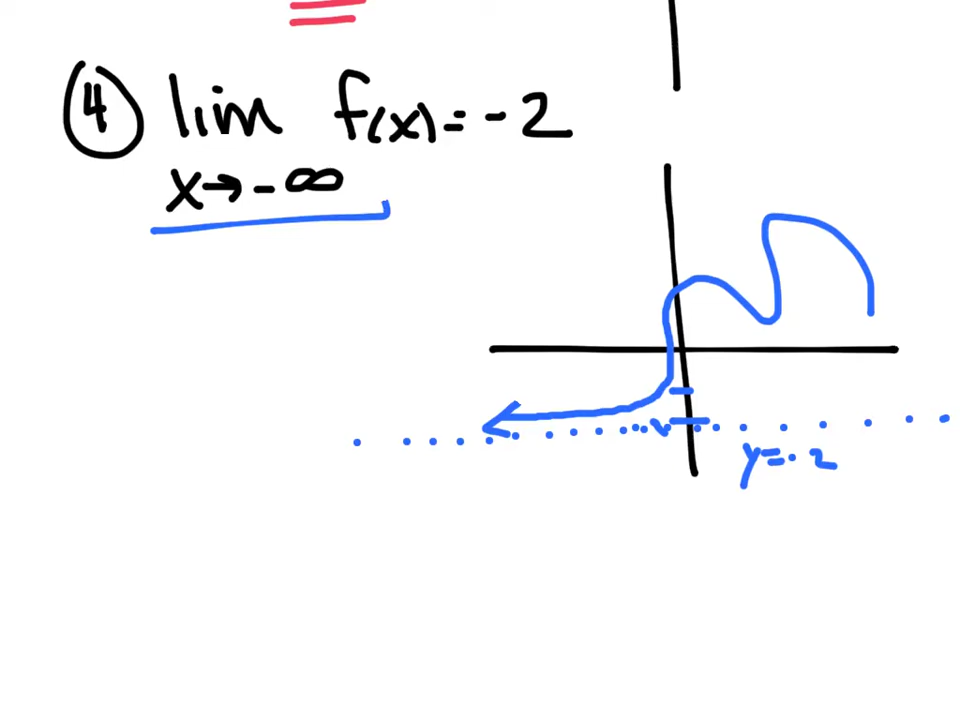 ④ lim f(x) = -2
x→-∞
y = -2